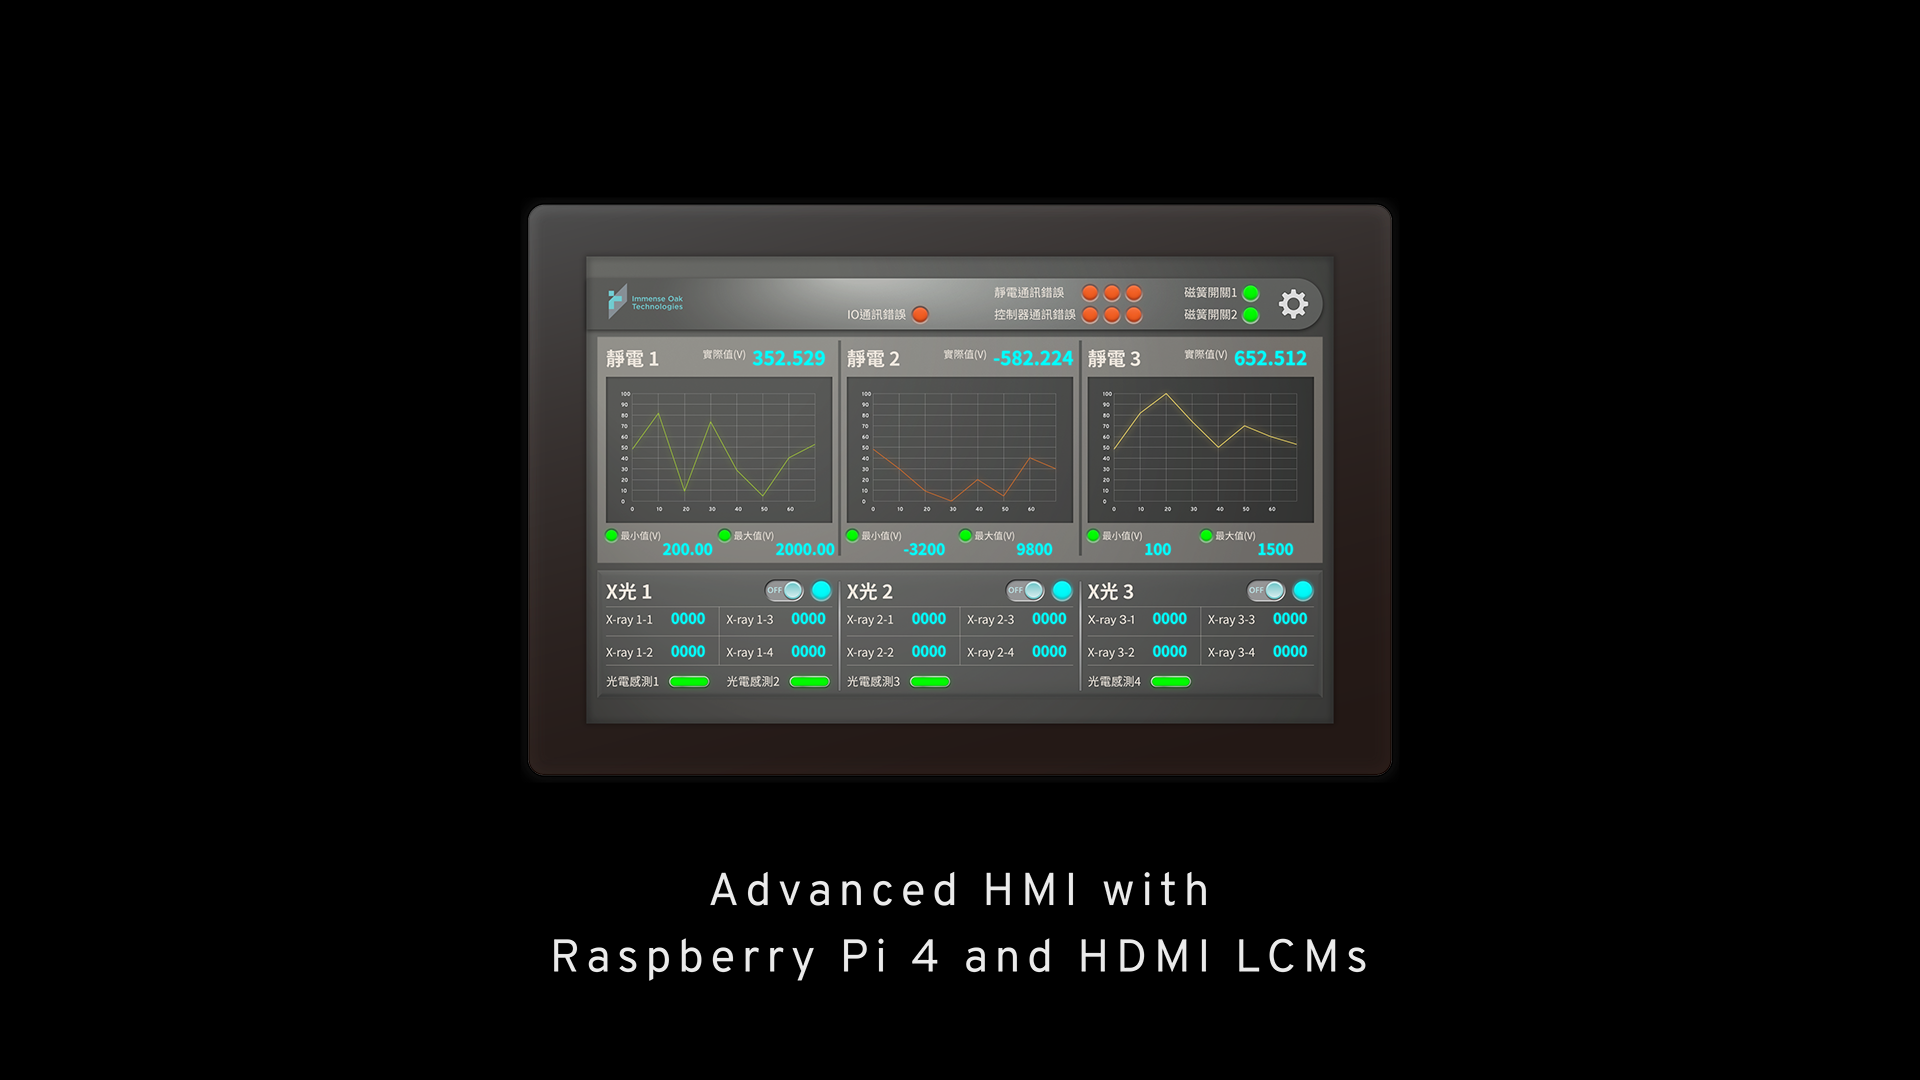 Immense Oak
Technologies
IO通訊錯誤
靜電通訊錯誤
控制器通訊錯誤
磁簧開關1
磁簧開關2
靜電 1 實際值(V) 352.529
靜電 2 實際值(V) -582.224
靜電 3 實際值(V) 652.512
100
90
80
70
60
50
40
30
20
10
0
0 10 20 30 40 50 60
100
90
80
70
60
50
40
30
20
10
0
0 10 20 30 40 50 60
100
90
80
70
60
50
40
30
20
10
0
0 10 20 30 40 50 60
最小值(V) 200.00
最大值(V) 2000.00
最小值(V) -3200
最大值(V) 9800
最小值(V) 100
最大值(V) 1500
X光 1 OFF
X-ray 1-1 0000 X-ray 1-3 0000
X-ray 1-2 0000 X-ray 1-4 0000
光電感測1 光電感測2
X光 2 OFF
X-ray 2-1 0000 X-ray 2-3 0000
X-ray 2-2 0000 X-ray 2-4 0000
光電感測3
X光 3 OFF
X-ray 3-1 0000 X-ray 3-3 0000
X-ray 3-2 0000 X-ray 3-4 0000
光電感測4
Advanced HMI with
Raspberry Pi 4 and HDMI LCMs